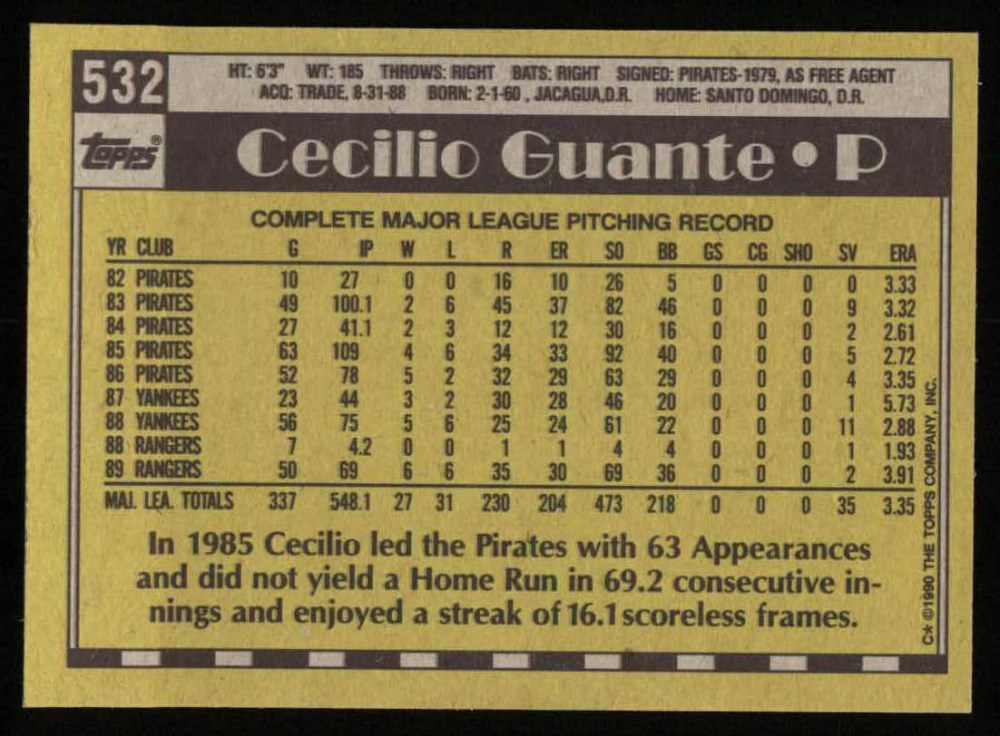 532
HT: 6'3" WT: 185 THROWS: RIGHT BATS: RIGHT SIGNED: PIRATES-1979, AS FREE AGENT
ACQ: TRADE, 8-31-88 BORN: 2-1-60, JACAGUA, D.R. HOME: SANTO DOMINGO, D.R.
topps®
Cecilio Guante • P
COMPLETE MAJOR LEAGUE PITCHING RECORD
YR CLUB G IP W L R ER SO BB GS CG SHO SV ERA
82 PIRATES 10 27 0 0 16 10 26 5 0 0 0 0 3.33
83 PIRATES 49 100.1 2 6 45 37 82 46 0 0 0 9 3.32
84 PIRATES 27 41.1 2 3 12 12 30 16 0 0 0 2 2.61
85 PIRATES 63 109 4 6 34 33 92 40 0 0 0 5 2.72
86 PIRATES 52 78 5 2 32 29 63 29 0 0 0 4 3.35
87 YANKEES 23 44 3 2 30 28 46 20 0 0 0 1 5.73
88 YANKEES 56 75 5 6 25 24 61 22 0 0 0 11 2.88
88 RANGERS 7 4.2 0 0 1 1 4 4 0 0 0 1 1.93
89 RANGERS 50 69 6 6 35 30 69 36 0 0 0 2 3.91
MAJ. LEA. TOTALS 337 548.1 27 31 230 204 473 218 0 0 0 35 3.35
In 1985 Cecilio led the Pirates with 63 Appearances
and did not yield a Home Run in 69.2 consecutive in-
nings and enjoyed a streak of 16.1 scoreless frames.
C* ©1990 THE TOPPS COMPANY, INC.